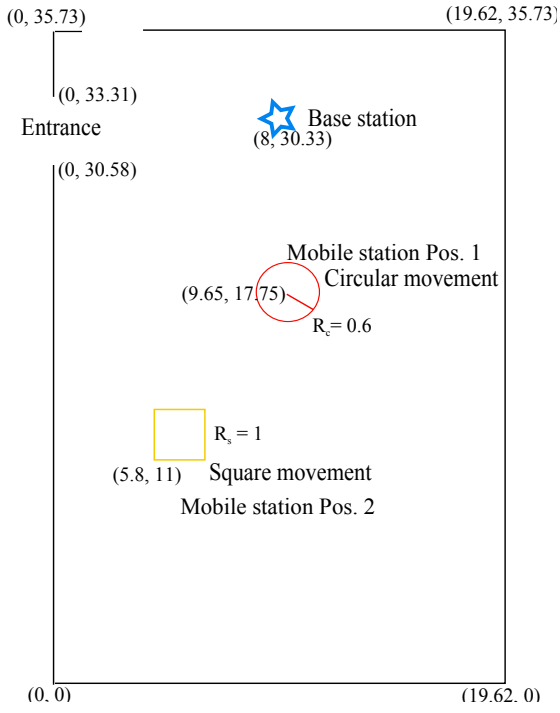 (0, 35.73)
(19.62, 35.73)
(0, 33.31)
Entrance
Base station
(8, 30.33)
(0, 30.58)
Mobile station Pos. 1
Circular movement
(9.65, 17.75)
R_c= 0.6
R_s = 1
(5.8, 11)
Square movement
Mobile station Pos. 2
(0, 0)
(19.62, 0)